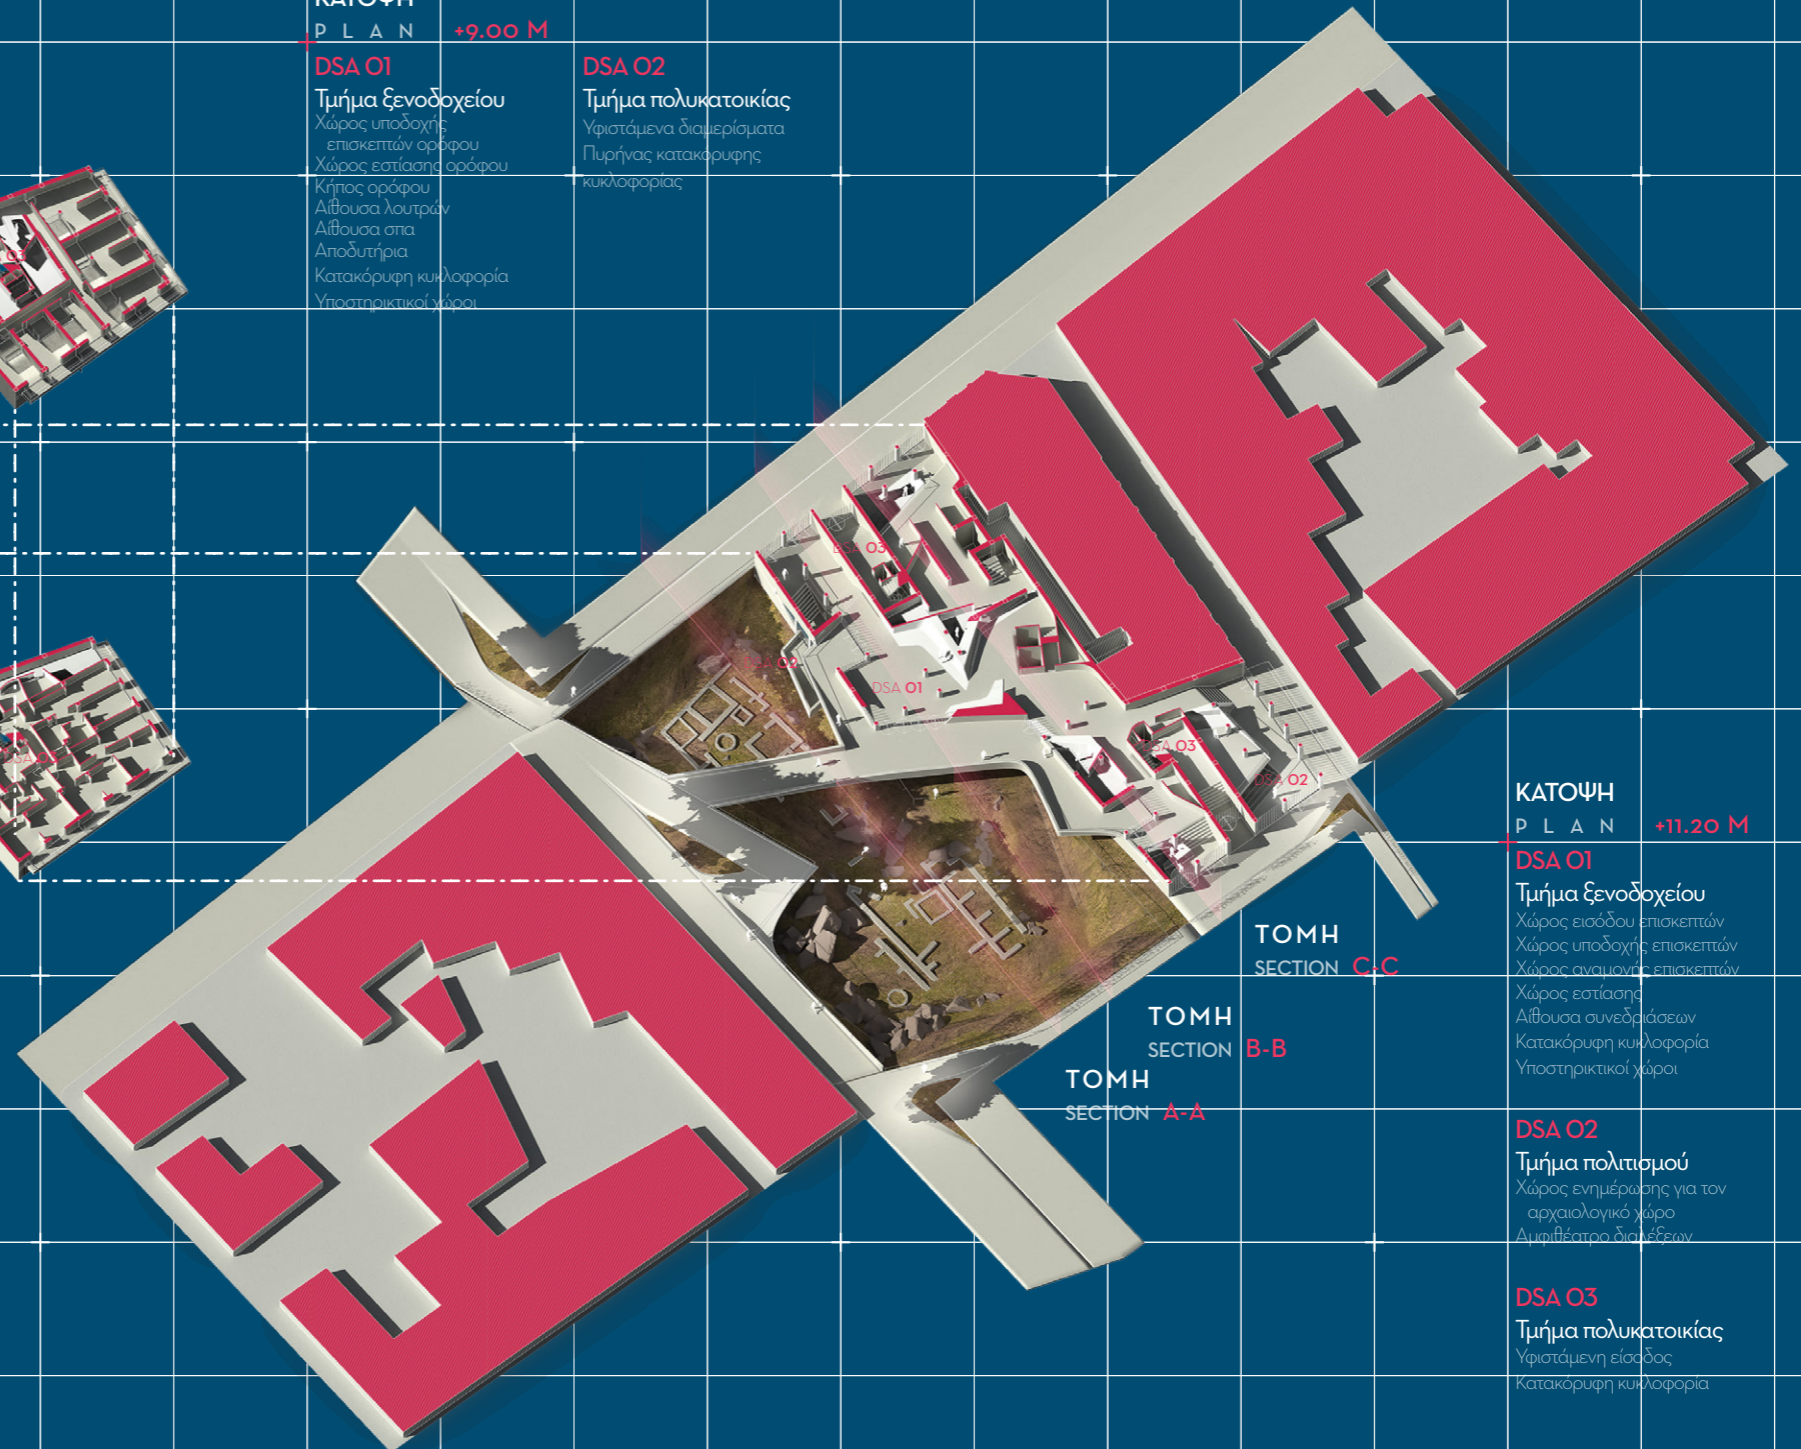 ΚΑΤΟΨΗ
PLAN +9.00 M
DSA 01
Τμήμα ξενοδοχείου
Χώρος υποδοχής
επισκεπτών ορόφου
Χώρος εστίασης ορόφου
Κήπος ορόφου
Αίθουσα λουτρών
Αίθουσα σπα
Αποδυτήρια
Κατακόρυφη κυκλοφορία
Υποστηρικτικοί χώροι
DSA 02
Τμήμα πολυκατοικίας
Υφιστάμενα διαμερίσματα
Πυρήνας κατακόρυφης
κυκλοφορίας
03
DSA 03
DSA 03
02
DSA 01
DSA 03
DSA 02
ΤΟΜΗ
SECTION C-C
ΤΟΜΗ
SECTION B-B
ΤΟΜΗ
SECTION A-A
ΚΑΤΟΨΗ
PLAN +11.20 M
DSA 01
Τμήμα ξενοδοχείου
Χώρος εισόδου επισκεπτών
Χώρος υποδοχής επισκεπτών
Χώρος αναμονής επισκεπτών
Χώρος εστίασης
Αίθουσα συνεδριάσεων
Κατακόρυφη κυκλοφορία
Υποστηρικτικοί χώροι
DSA 02
Τμήμα πολιτισμού
Χώρος ενημέρωσης για τον
αρχαιολογικό χώρο
Αμφιθέατρο διαλέξεων
DSA 03
Τμήμα πολυκατοικίας
Υφιστάμενη είσοδος
Κατακόρυφη κυκλοφορία